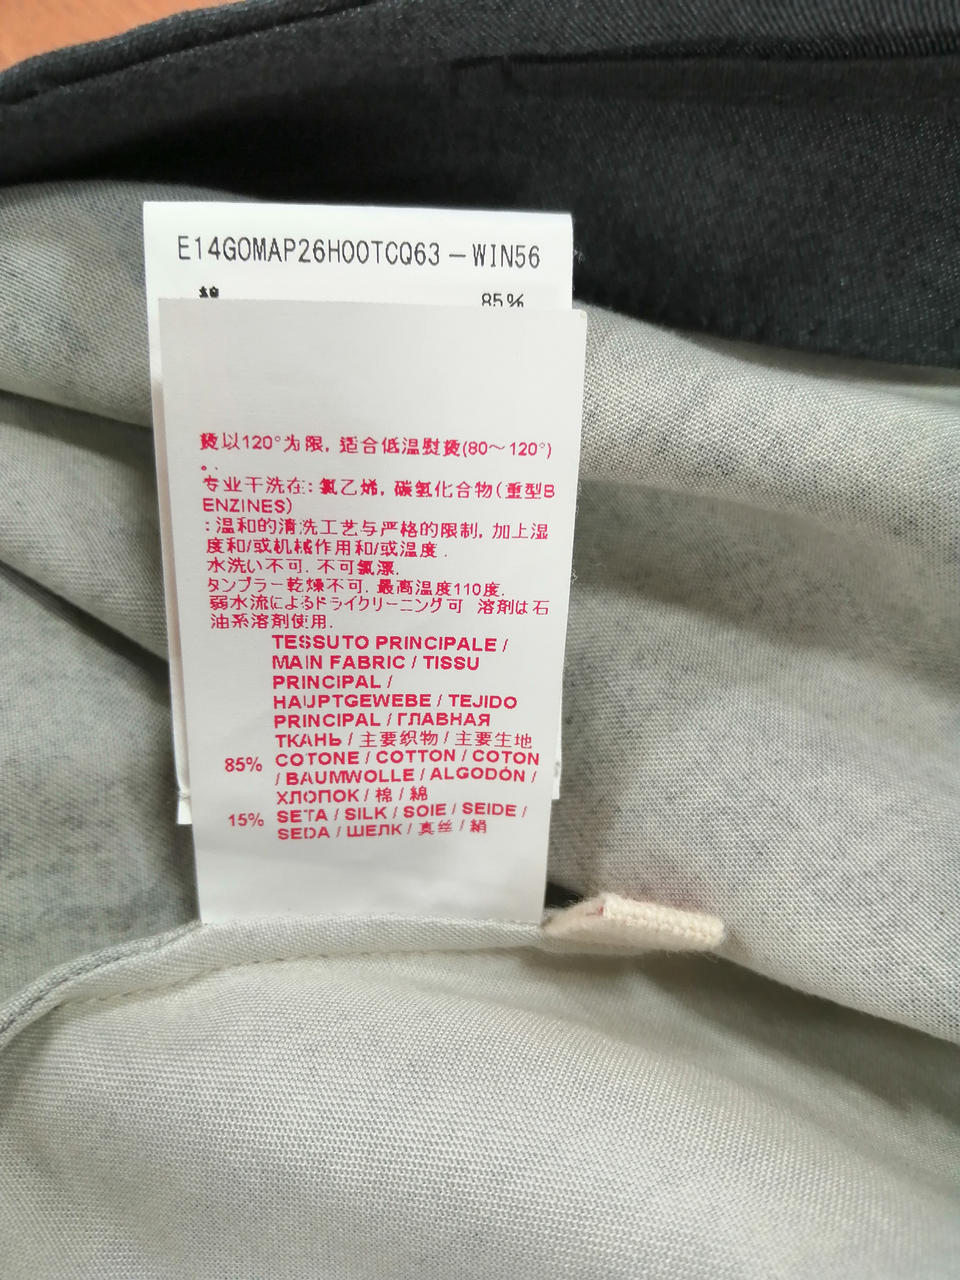 E14GOMAP26H00TCQ63 – WIN56
綿 85%
烫以120°为限, 适合低温熨烫(80～120°)
。.
专业干洗在: 氯乙烯, 碳氢化合物(重型B
ENZINES)
: 温和的清洗工艺与严格的限制, 加上湿
度和/或机械作用和/或温度 .
水洗い不可. 不可氯漂.
タンブラー乾燥不可. 最高温度110度.
弱水流によるドライクリーニング可 溶剤は石
油系溶剤使用.
TESSUTO PRINCIPALE /
MAIN FABRIC / TISSU
PRINCIPAL /
HAUPTGEWEBE / TEJIDO
PRINCIPAL / ГЛАВНАЯ
ТКАНЬ / 主要织物 / 主要生地
85% COTONE / COTTON / COTON
/ BAUMWOLLE / ALGODÓN /
ХЛОПОК / 棉 / 綿
15% SETA / SILK / SOIE / SEIDE /
SEDA / ШЕЛК / 真丝 / 絹